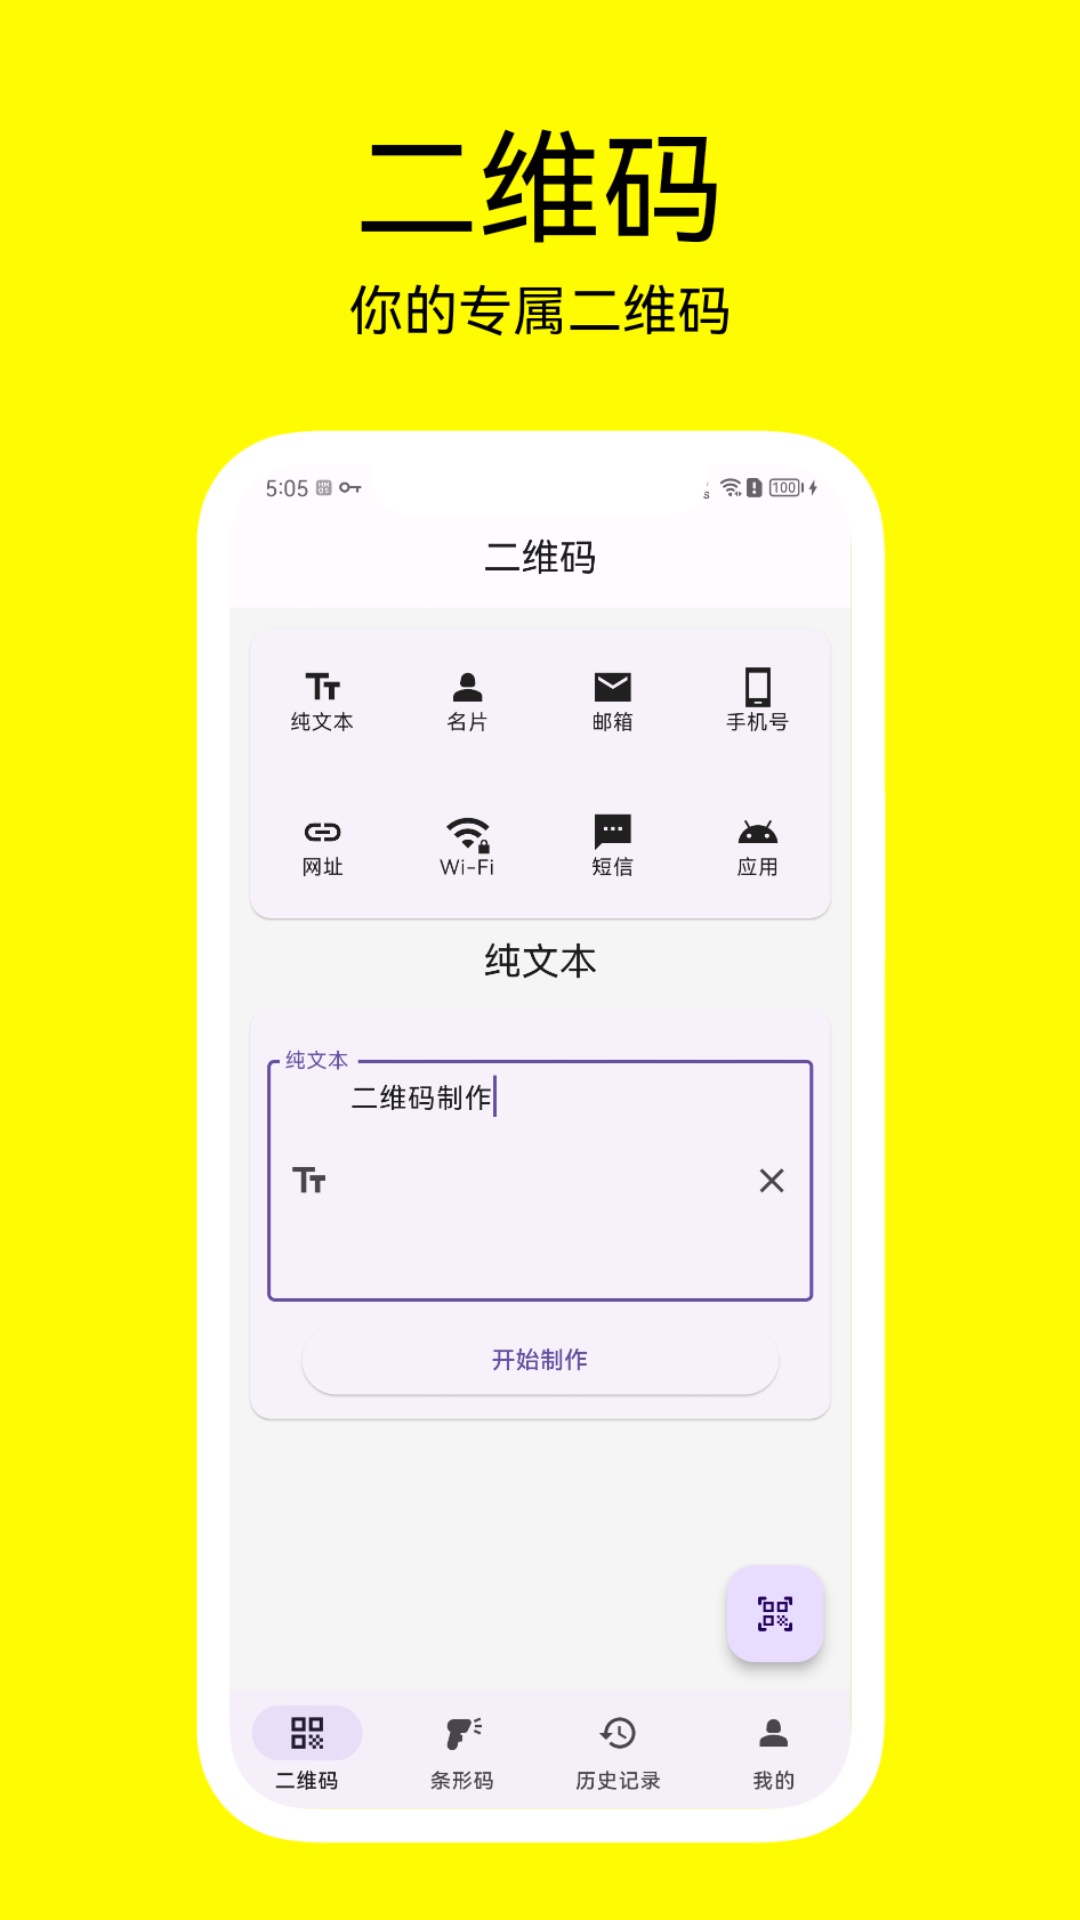 二维码
你的专属二维码
5:05
100
二维码
纯文本 名片 邮箱 手机号
网址 Wi-Fi 短信 应用
纯文本
纯文本
二维码制作
开始制作
二维码 条形码 历史记录 我的